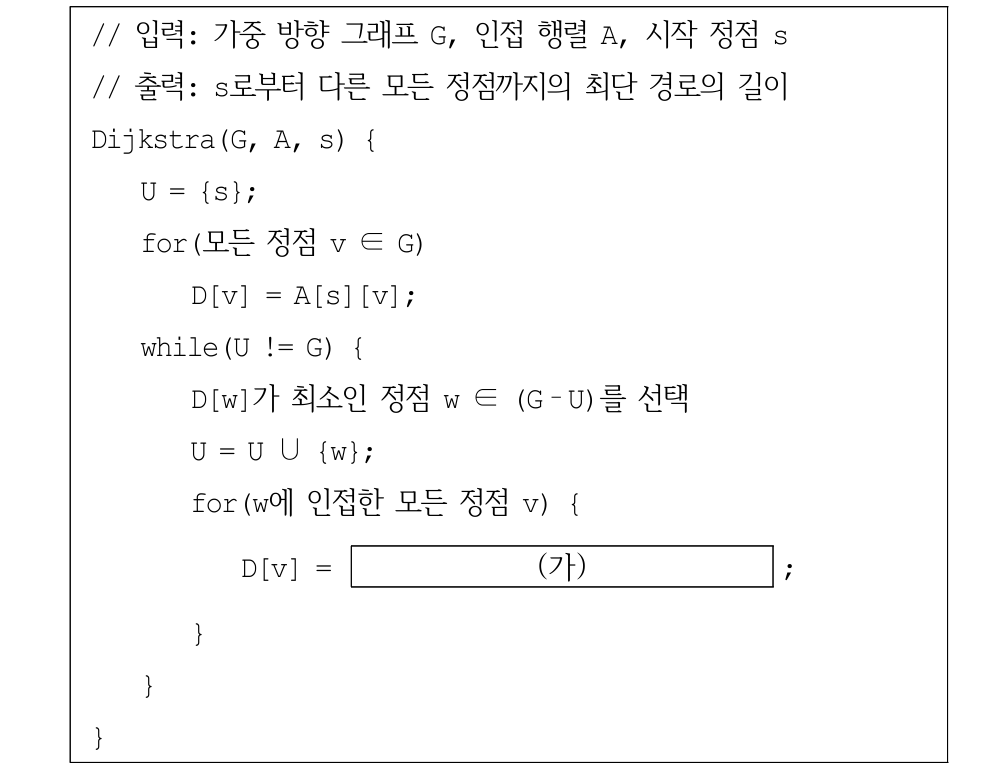 // 입력: 가중 방향 그래프 G, 인접 행렬 A, 시작 정점 s
// 출력: s로부터 다른 모든 정점까지의 최단 경로의 길이
Dijkstra(G, A, s) {
U = {s};
for(모든 정점 v ∈ G)
D[v] = A[s][v];
while(U != G) {
D[w]가 최소인 정점 w ∈ (G-U)를 선택
U = U ∪ {w};
for(w에 인접한 모든 정점 v) {
D[v] = (가) ;
}
}
}